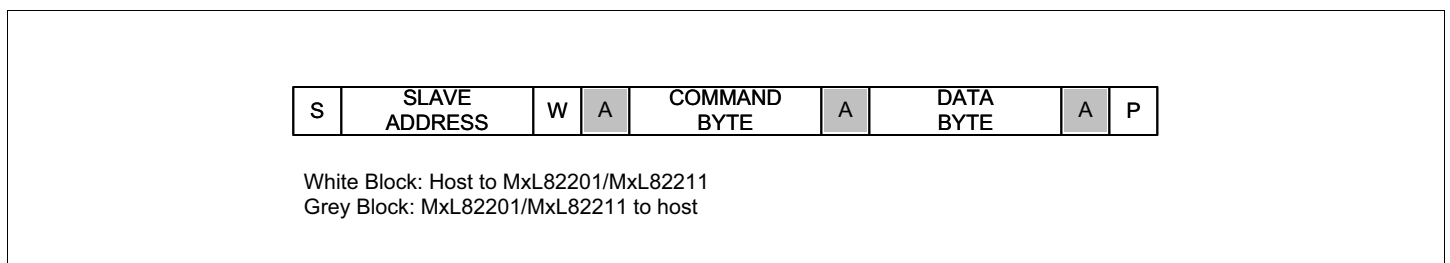 S SLAVE ADDRESS W A COMMAND BYTE A DATA BYTE A P
White Block: Host to MxL82201/MxL82211
Grey Block: MxL82201/MxL82211 to host